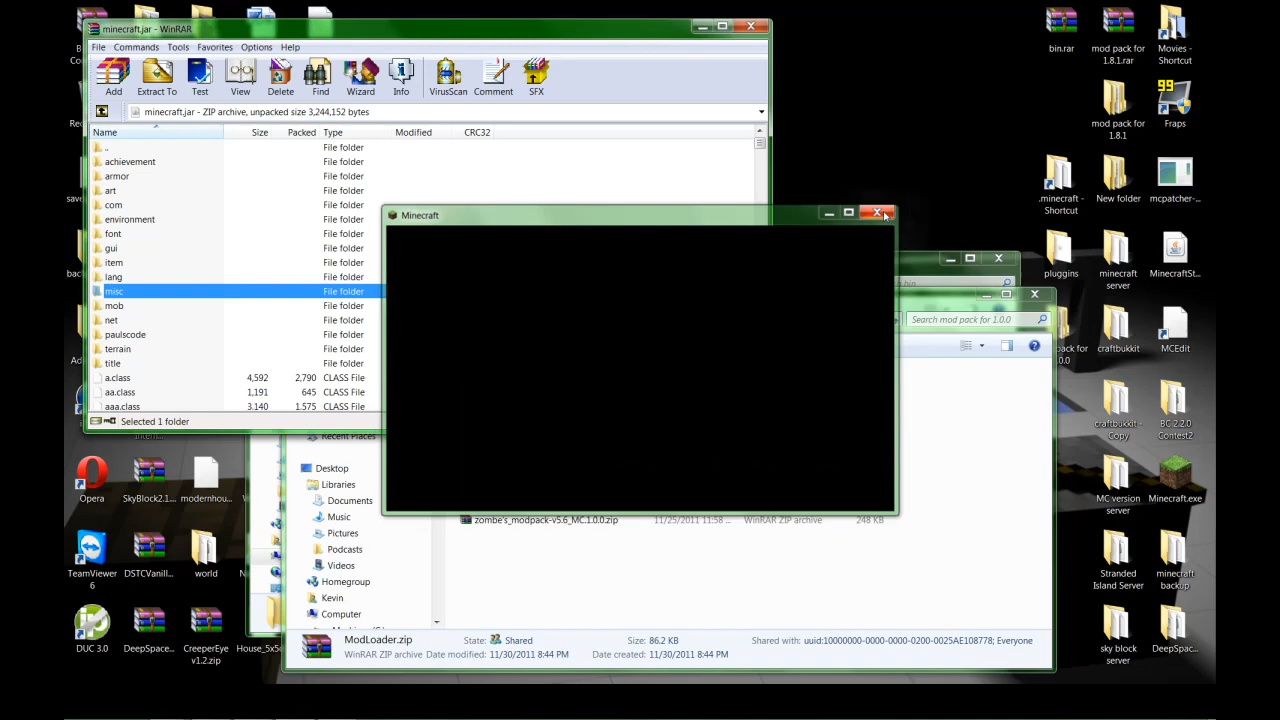 minecraft.jar - WinRAR
File Commands Tools Favorites Options Help
Add Extract To Test View Delete Find Wizard Info VirusScan Comment SFX
minecraft.jar - ZIP archive, unpacked size 3,244,152 bytes
Name Size Packed Type Modified CRC32
.. File folder
achievement File folder
armor File folder
art File folder
com File folder
environment File folder
font File folder
gui File folder
item File folder
lang File folder
misc File folder
mob File folder
net File folder
paulscode File folder
terrain File folder
title File folder
a.class 4,592 2,790 CLASS File
aa.class 1,191 645 CLASS File
aaa.class 3.140 1.575 CLASS File
Selected 1 folder
Minecraft
Search mod pack for 1.0.0
Recent Places
Desktop
Libraries
Documents
Music
Pictures
Podcasts
Videos
Homegroup
Kevin
Computer
zombe's_modpack-v5.6_MC.1.0.0.zip 11/25/2011 11:58 ... WinRAR ZIP archive 248 KB
ModLoader.zip State: Shared Size: 86.2 KB Shared with: uuid:10000000-0000-0000-0200-0025AE108778; Everyone
WinRAR ZIP archive Date modified: 11/30/2011 8:44 PM Date created: 11/30/2011 8:44 PM
bin.rar
mod pack for 1.8.1.rar
Movies - Shortcut
mod pack for 1.8.1
99
Fraps
.minecraft - Shortcut
New folder
mcpatcher-...
pluggins
minecraft server
MinecraftSt...
craftbukkit
MCEdit
craftbukkit - Copy
BC 2.2.0 Contest2
MC version server
Minecraft.exe
Stranded Island Server
minecraft backup
sky block server
DeepSpac...
Opera
SkyBlock2.1...
modernhou...
TeamViewer 6
DSTCVanill...
world
DUC 3.0
DeepSpace...
CreeperEye v1.2.zip
House_5x5